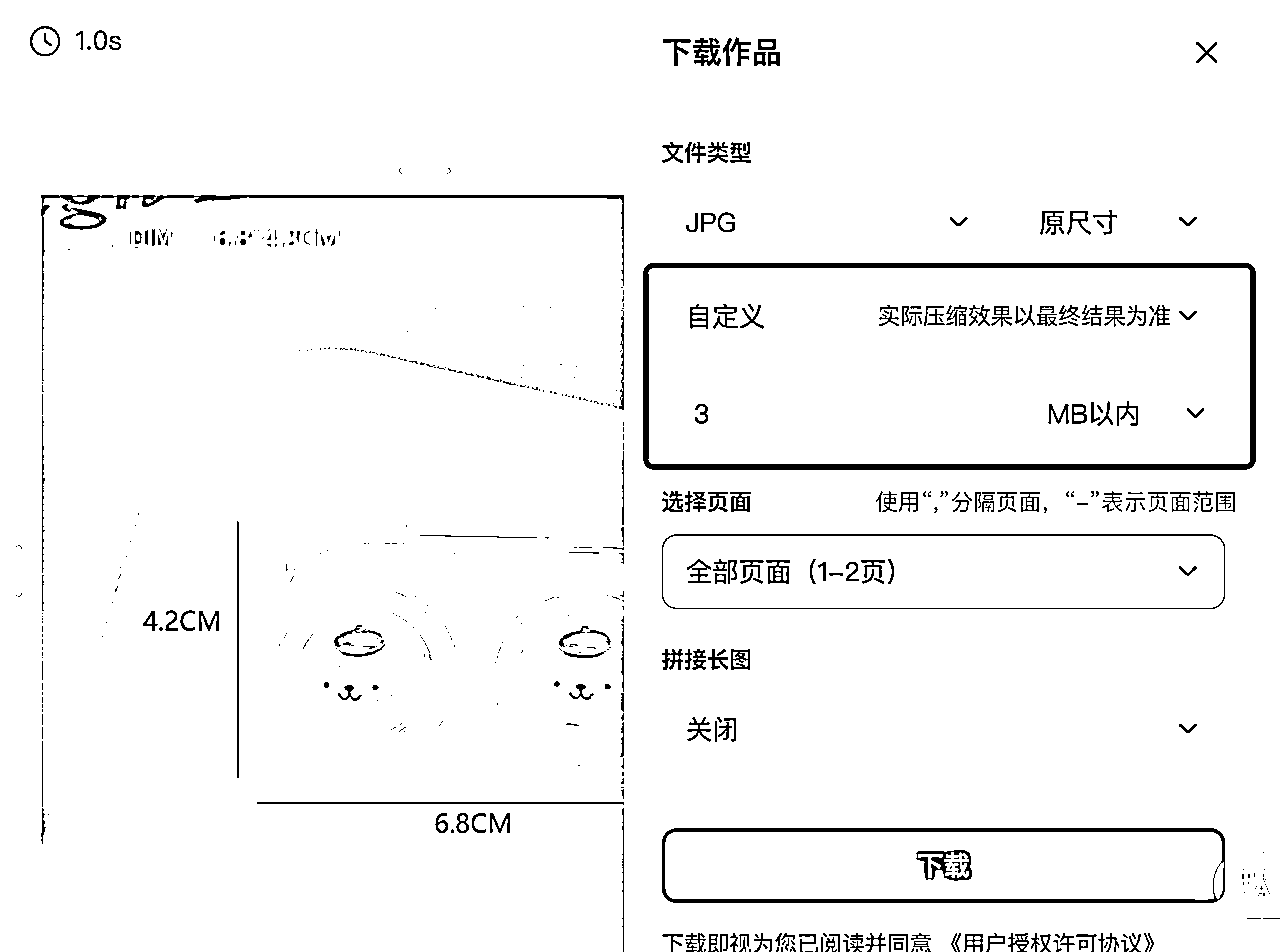 1.0s
下载作品
文件类型
JPG 原尺寸
自定义 实际压缩效果以最终结果为准
3 MB以内
选择页面 使用“,”分隔页面，“-”表示页面范围
全部页面（1-2页）
4.2CM
拼接长图
关闭
6.8CM
下载
下载即视为您已阅读并同意 《用户授权许可协议》